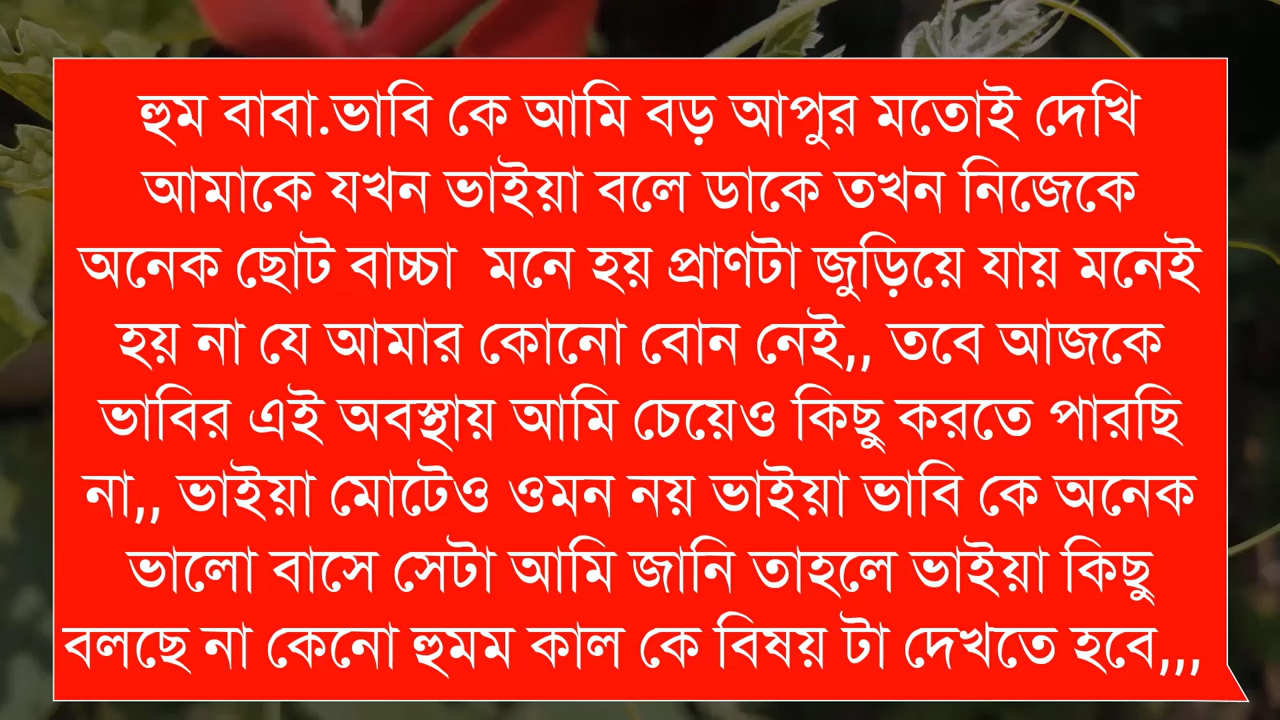 হুম বাবা.ভাবি কে আমি বড় আপুর মতোই দেখি
আমাকে যখন ভাইয়া বলে ডাকে তখন নিজেকে
অনেক ছোট বাচ্চা  মনে হয় প্রাণটা জুড়িয়ে যায় মনেই
হয় না যে আমার কোনো বোন নেই,, তবে আজকে
ভাবির এই অবস্থায় আমি চেয়েও কিছু করতে পারছি
না,, ভাইয়া মোটেও ওমন নয় ভাইয়া ভাবি কে অনেক
ভালো বাসে সেটা আমি জানি তাহলে ভাইয়া কিছু
বলছে না কেনো হুমম কাল কে বিষয় টা দেখতে হবে,,,